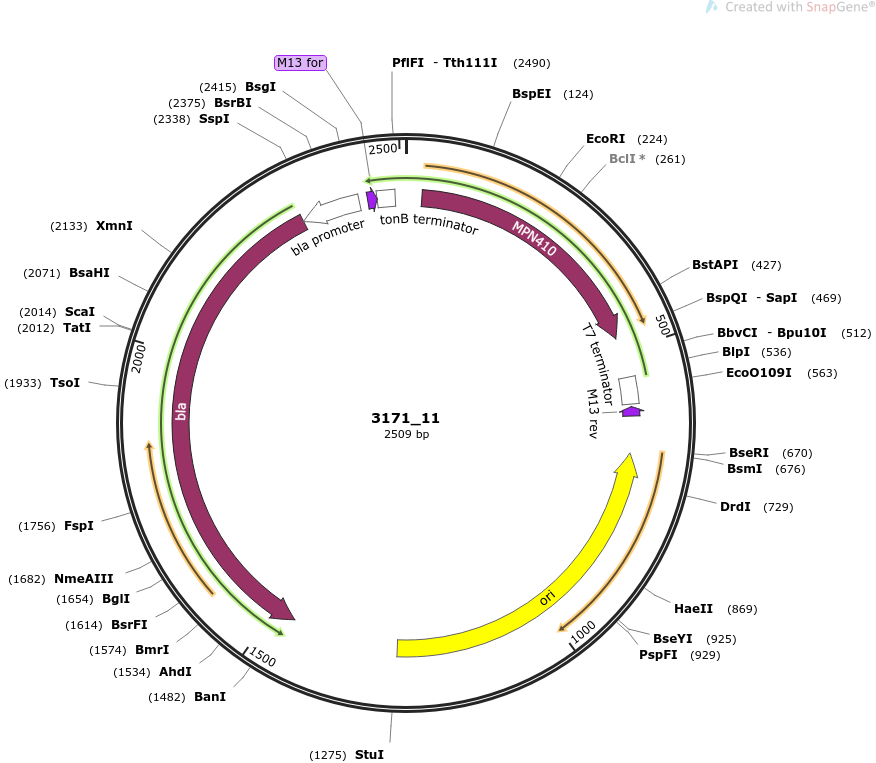 Created with SnapGene®
M13 for
PflFI - Tth111I (2490)
(2415) BsgI
(2375) BsrBI
(2338) SspI
BspEI (124)
EcoRI (224)
BclI * (261)
2500
tonB terminator
bla promoter
MPN410
(2133) XmnI
(2071) BsaHI
(2014) ScaI
(2012) TatI
(1933) TsoI
2000
BstAPI (427)
BspQI - SapI (469)
500
BbvCI - Bpu10I (512)
BlpI (536)
EcoO109I (563)
T7 terminator
M13 rev
bla
3171_11
2509 bp
BseRI (670)
BsmI (676)
DrdI (729)
(1756) FspI
(1682) NmeAIII
(1654) BglI
(1614) BsrFI
(1574) BmrI
(1534) AhdI
(1482) BanI
1500
ori
1000
HaeII (869)
BseYI (925)
PspFI (929)
(1275) StuI